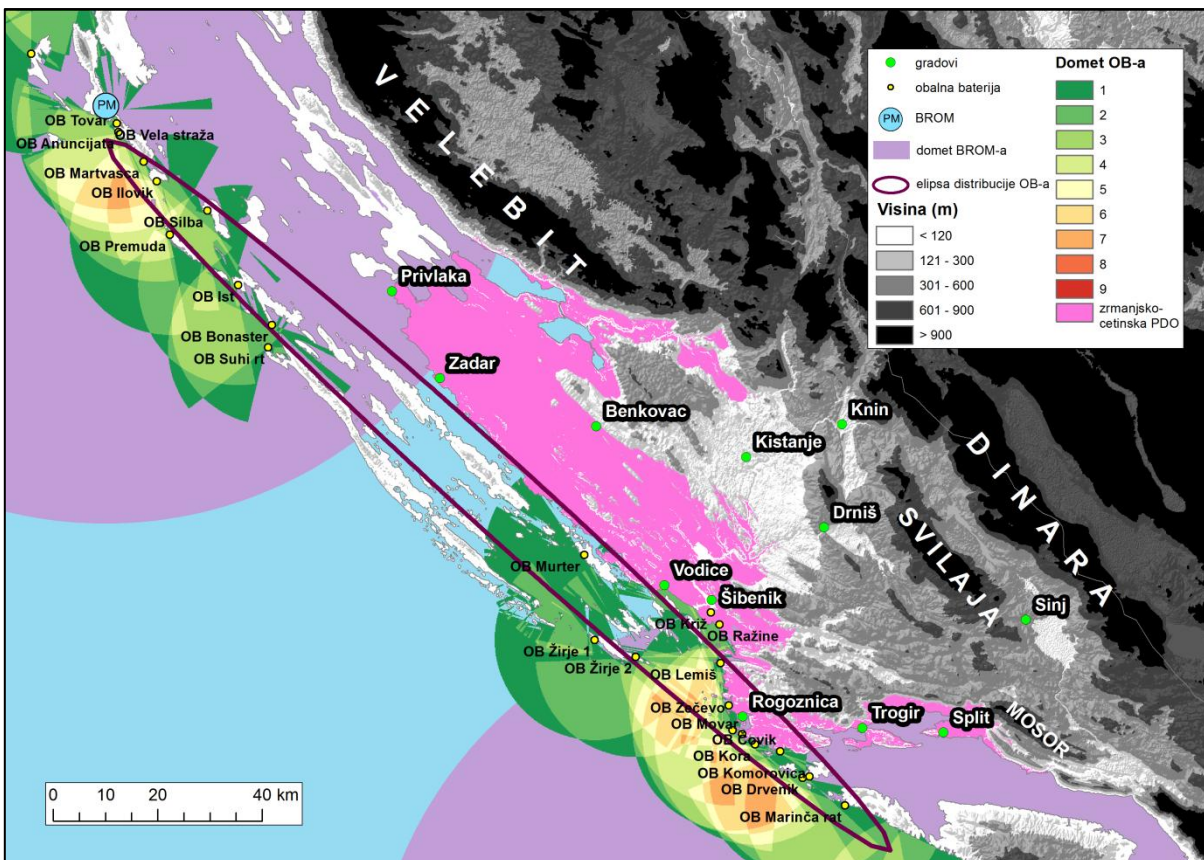 VELEBIT
gradovi
obalna baterija
PM
BROM
domet BROM-a
elipsa distribucije OB-a
Visina (m)
< 120
121 - 300
301 - 600
601 - 900
> 900
Domet OB-a
1
2
3
4
5
6
7
8
9
zrmanjsko-
cetinska PDO
PM
OB Tovar
OB Vela straža
OB Anuncijata
OB Martvasca
OB Ilovik
OB Silba
OB Premuda
OB Ist
OB Bonaster
OB Suhi rt
Privlaka
Zadar
Benkovac
Kistanje
Knin
Drniš
DINARA
SVILAJA
Sinj
MOSOR
OB Murter
Vodice
Šibenik
OB Križ
OB Ražine
OB Žirje 1
OB Žirje 2
OB Lemiš
OB Zečevo
Rogoznica
OB Movar
OB Čovik
OB Kora
Trogir
Split
OB Komorovica
OB Drvenik
OB Marinča rat
0 10 20 40 km